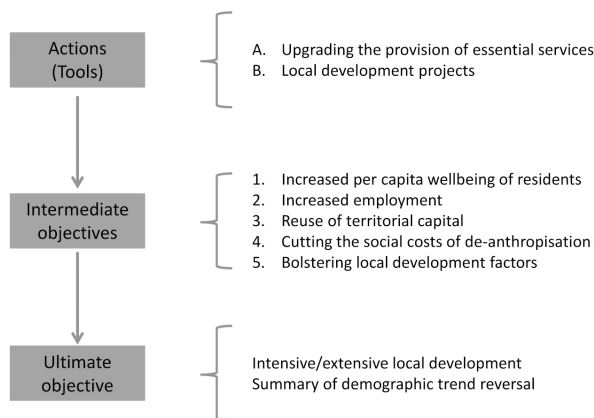 Actions
(Tools)
A. Upgrading the provision of essential services
B. Local development projects
Intermediate
objectives
1. Increased per capita wellbeing of residents
2. Increased employment
3. Reuse of territorial capital
4. Cutting the social costs of de-anthropisation
5. Bolstering local development factors
Ultimate
objective
Intensive/extensive local development
Summary of demographic trend reversal